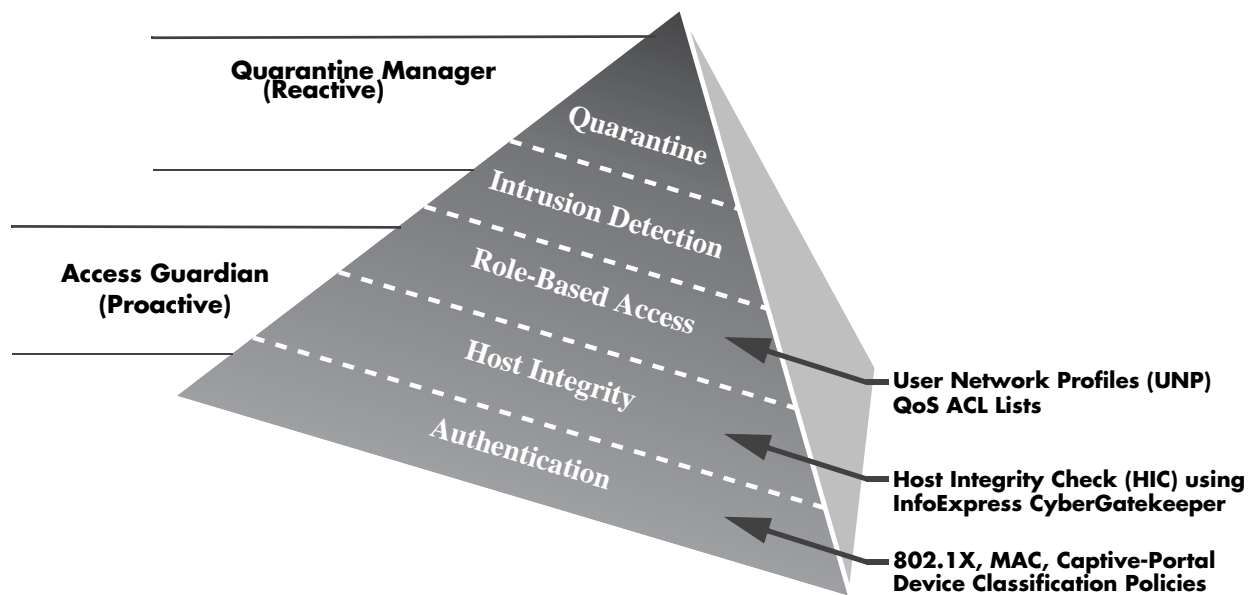 Quarantine Manager
(Reactive)
Quarantine
Intrusion Detection
Access Guardian
(Proactive)
Role-Based Access
Host Integrity
Authentication
User Network Profiles (UNP)
QoS ACL Lists
Host Integrity Check (HIC) using
InfoExpress CyberGatekeeper
802.1X, MAC, Captive-Portal
Device Classification Policies